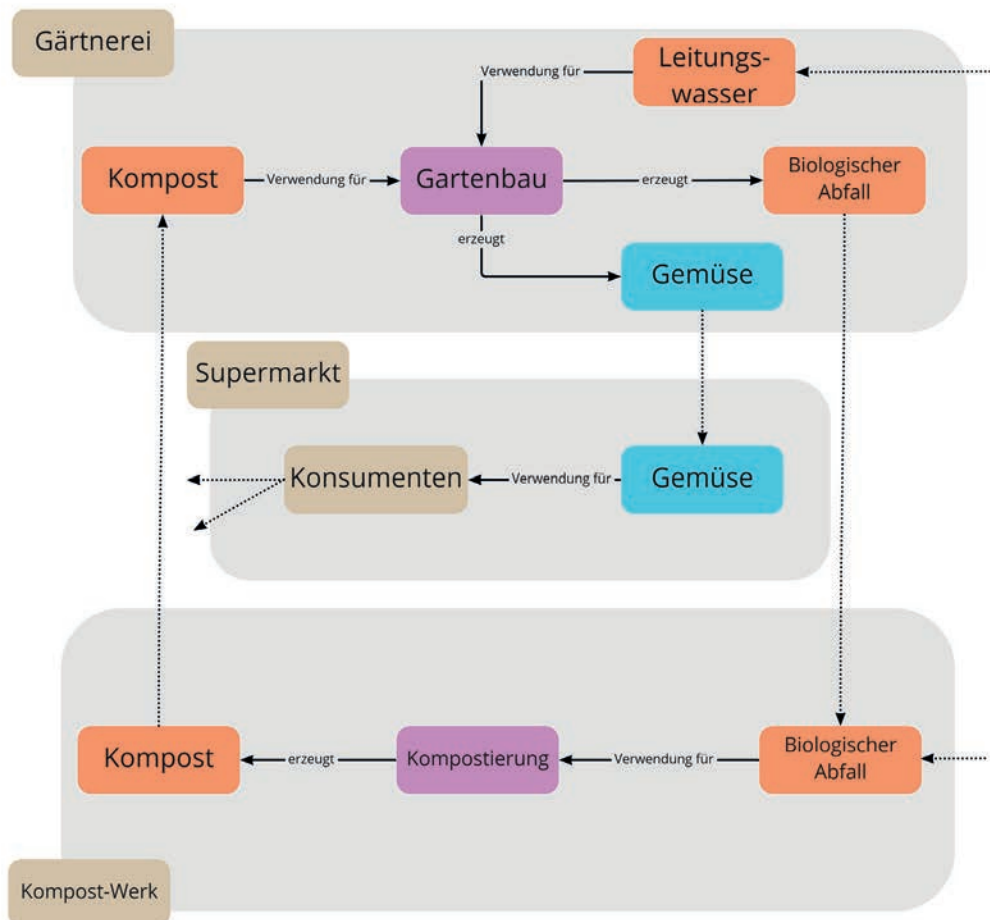 Gärtnerei
Leitungs-
wasser
Verwendung für
Kompost
Verwendung für
Gartenbau
erzeugt
Biologischer
Abfall
erzeugt
Gemüse
Supermarkt
Konsumenten
Verwendung für
Gemüse
Kompost
erzeugt
Kompostierung
Verwendung für
Biologischer
Abfall
Kompost-Werk